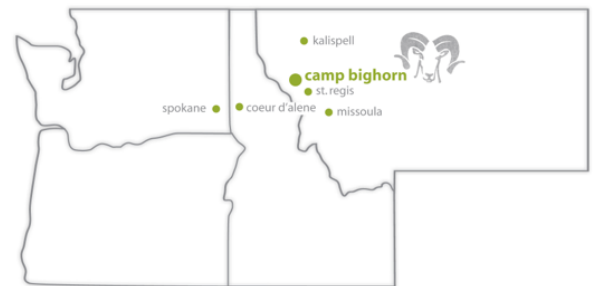 kalispell
camp bighorn
st. regis
spokane
coeur d'alene
missoula